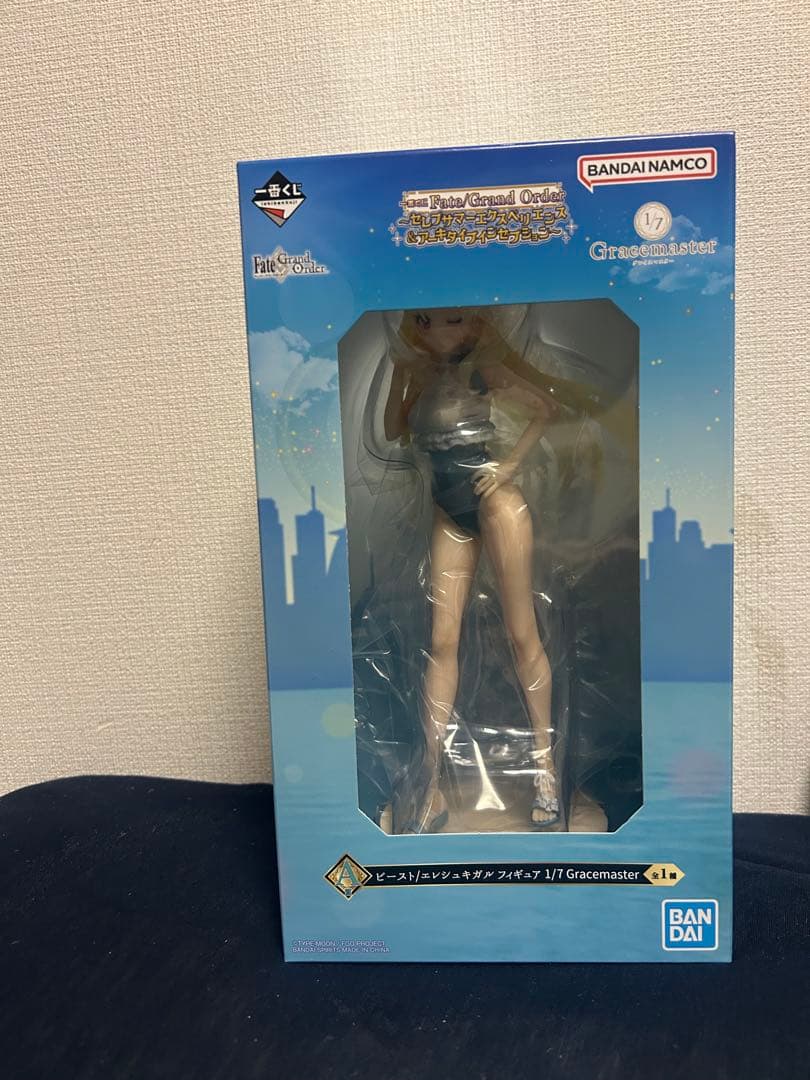 一番くじ
ichibankuji
BANDAI NAMCO
一番くじ Fate/Grand Order
～セレブサマーエクスペリエンス
&アーキタイプインセプション～
1/7
Gracemaster
グレイスマスター
Fate/Grand Order
A賞 ビースト/エレシュキガル フィギュア 1/7 Gracemaster 全1種
BAN
DAI
©TYPE-MOON / FGO PROJECT
BANDAI SPIRITS MADE IN CHINA